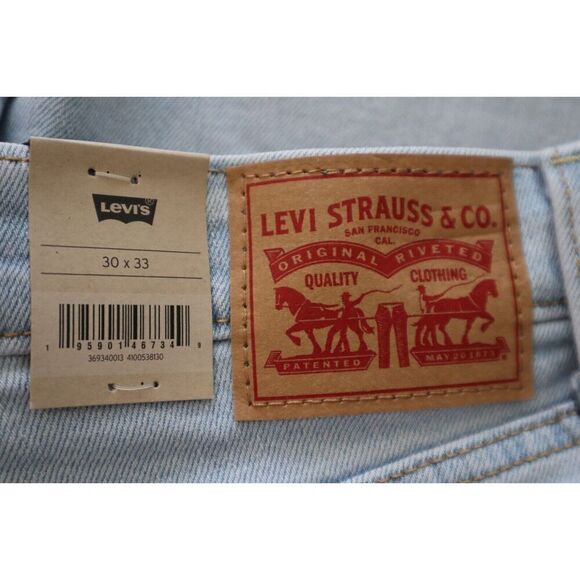 Levi's
30 x 33
1 95901 46734 9
369340013 4100538130
LEVI STRAUSS & CO.
SAN FRANCISCO
CAL.
ORIGINAL RIVETED
QUALITY CLOTHING
PATENTED MAY 20 1873